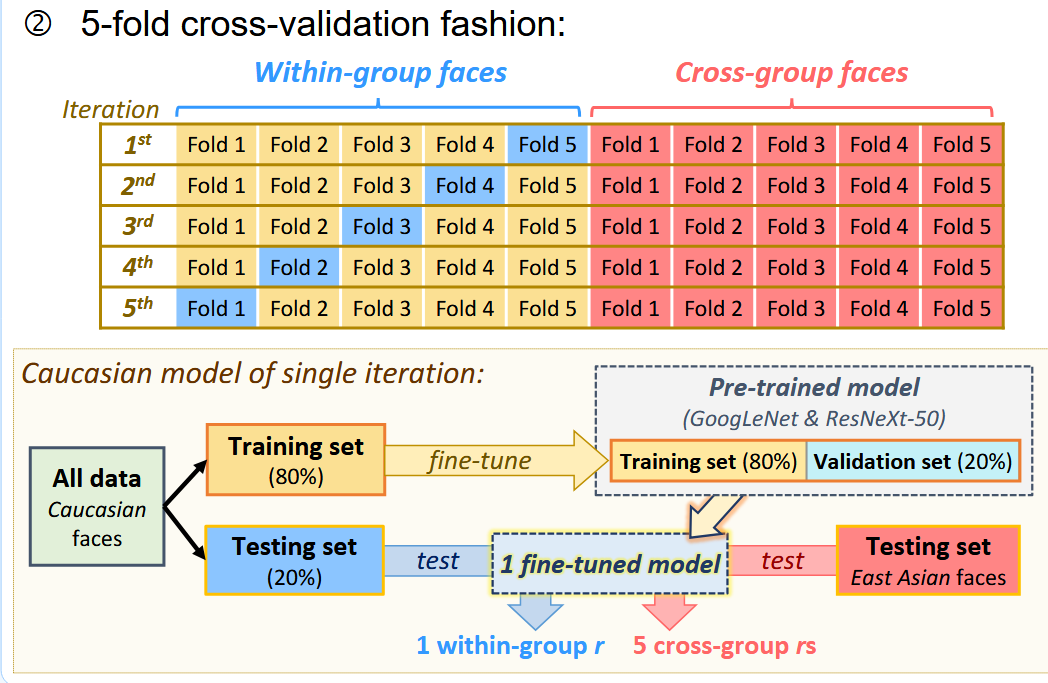 ② 5-fold cross-validation fashion:
Within-group faces Cross-group faces
Iteration
1st Fold 1 Fold 2 Fold 3 Fold 4 Fold 5 Fold 1 Fold 2 Fold 3 Fold 4 Fold 5
2nd Fold 1 Fold 2 Fold 3 Fold 4 Fold 5 Fold 1 Fold 2 Fold 3 Fold 4 Fold 5
3rd Fold 1 Fold 2 Fold 3 Fold 4 Fold 5 Fold 1 Fold 2 Fold 3 Fold 4 Fold 5
4th Fold 1 Fold 2 Fold 3 Fold 4 Fold 5 Fold 1 Fold 2 Fold 3 Fold 4 Fold 5
5th Fold 1 Fold 2 Fold 3 Fold 4 Fold 5 Fold 1 Fold 2 Fold 3 Fold 4 Fold 5
Caucasian model of single iteration:
All data
Caucasian
faces
Training set
(80%)
fine-tune
Pre-trained model
(GoogLeNet & ResNeXt-50)
Training set (80%) Validation set (20%)
Testing set
(20%)
test
1 fine-tuned model
test
Testing set
East Asian faces
1 within-group r 5 cross-group rs